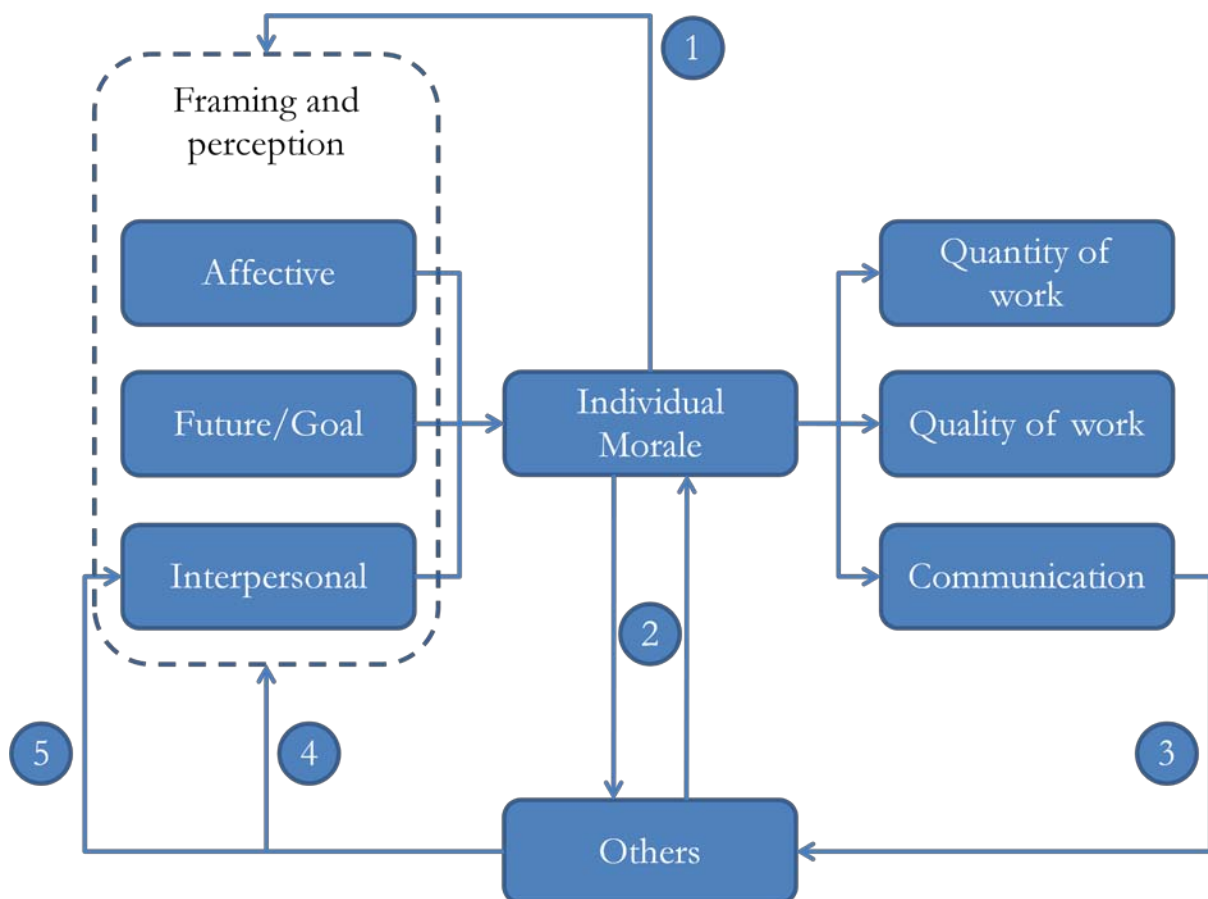 1
Framing and
perception
Affective
Future/Goal
Interpersonal
Individual
Morale
Quantity of
work
Quality of work
Communication
2
3
4
5
Others